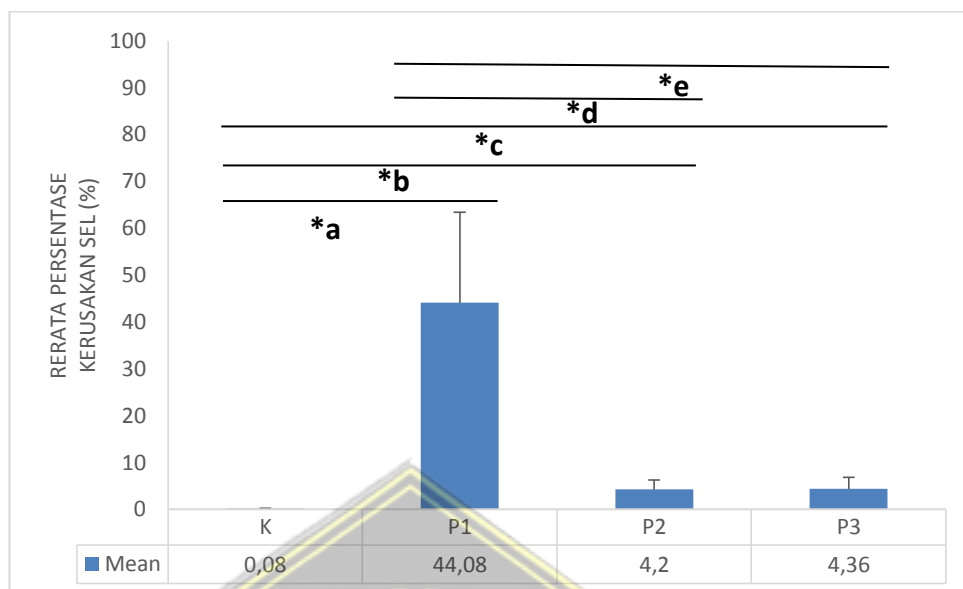 100
90
80
70
60
50
40
30
20
10
0
RERATA PERSENTASE
KERUSAKAN SEL (%)
*e
*d
*c
*b
*a
K P1 P2 P3
Mean 0,08 44,08 4,2 4,36